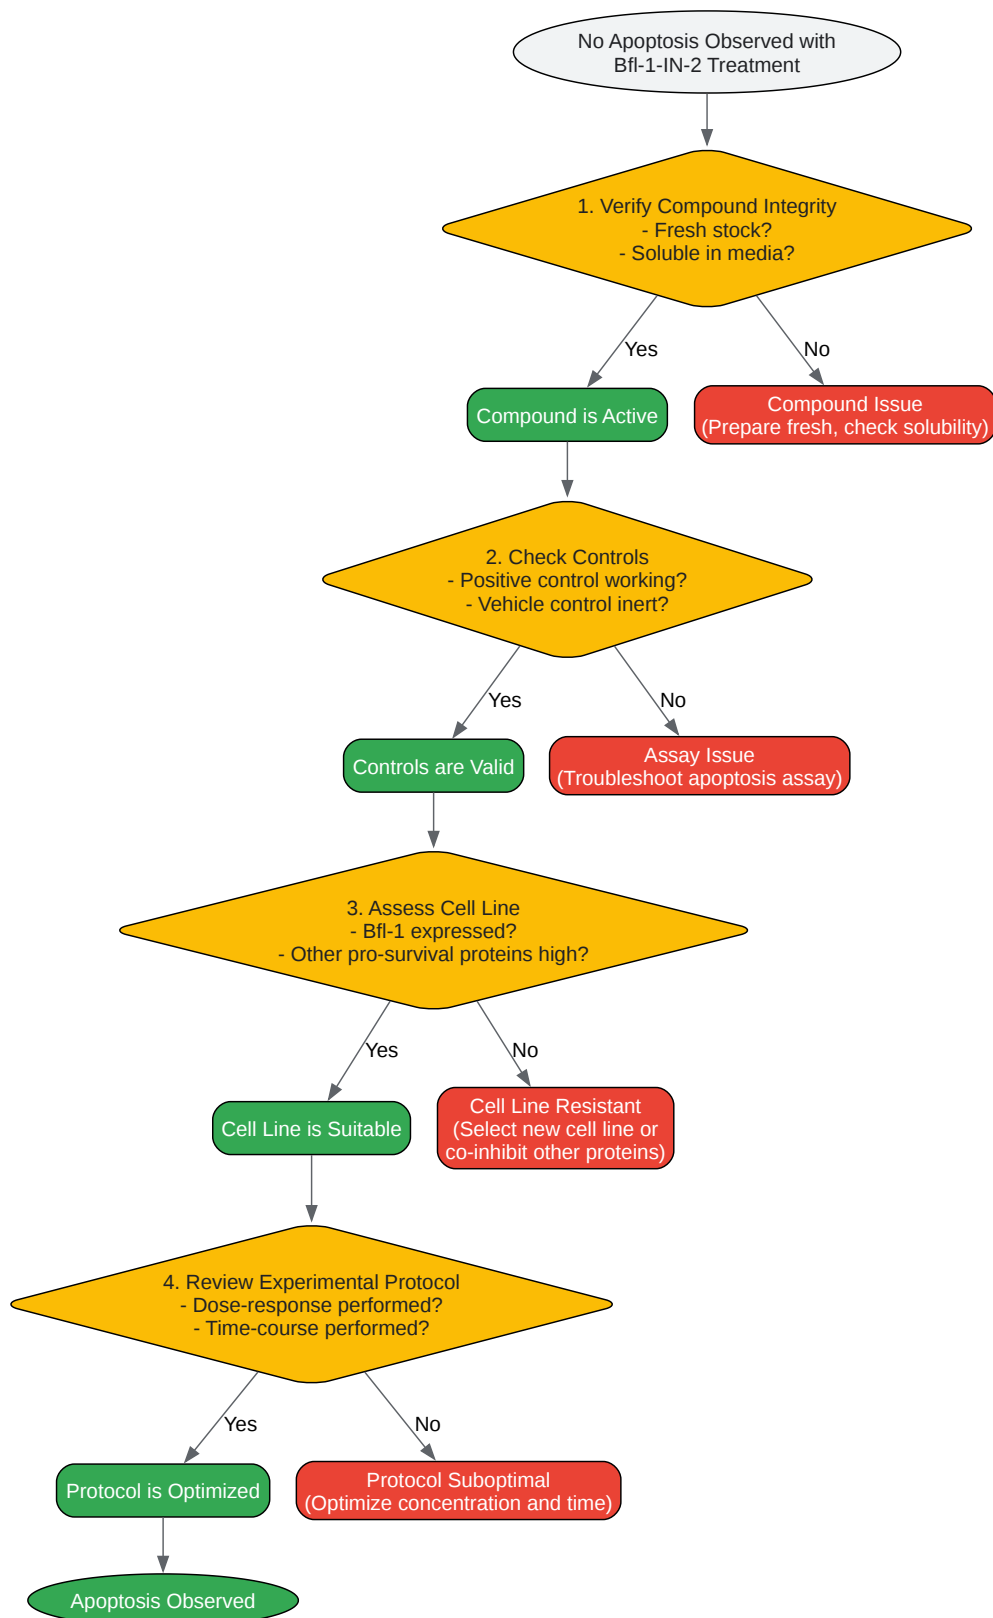 No Apoptosis Observed with
Bfl-1-IN-2 Treatment
1. Verify Compound Integrity
- Fresh stock?
- Soluble in media?
Yes
No
Compound is Active
Compound Issue
(Prepare fresh, check solubility)
2. Check Controls
- Positive control working?
- Vehicle control inert?
Yes
No
Controls are Valid
Assay Issue
(Troubleshoot apoptosis assay)
3. Assess Cell Line
- Bfl-1 expressed?
- Other pro-survival proteins high?
Yes
No
Cell Line is Suitable
Cell Line Resistant
(Select new cell line or
co-inhibit other proteins)
4. Review Experimental Protocol
- Dose-response performed?
- Time-course performed?
Yes
No
Protocol is Optimized
Protocol Suboptimal
(Optimize concentration and time)
Apoptosis Observed